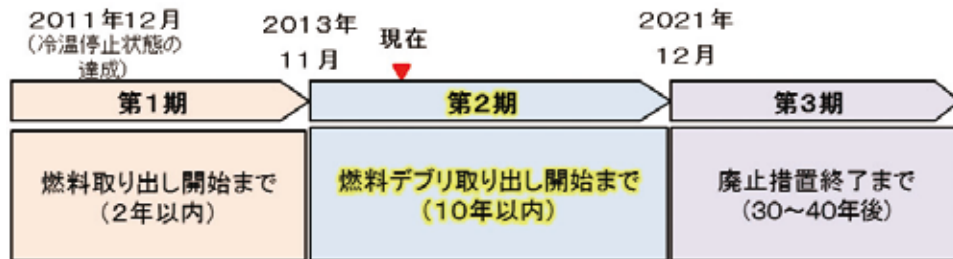 2011年12月
(冷温停止状態の
達成)
2013年
11月
現在
2021年
12月
第1期
第2期
第3期
燃料取り出し開始まで
(2年以内)
燃料デブリ取り出し開始まで
(10年以内)
廃止措置終了まで
(30～40年後)